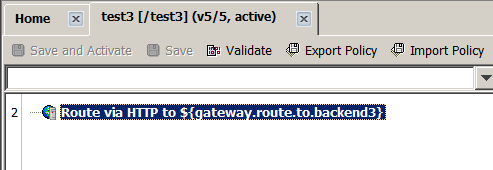 Home
test3 [/test3] (v5/5, active)
Save and Activate Save Validate Export Policy Import Policy
2 Route via HTTP to ${gateway.route.to.backend3}